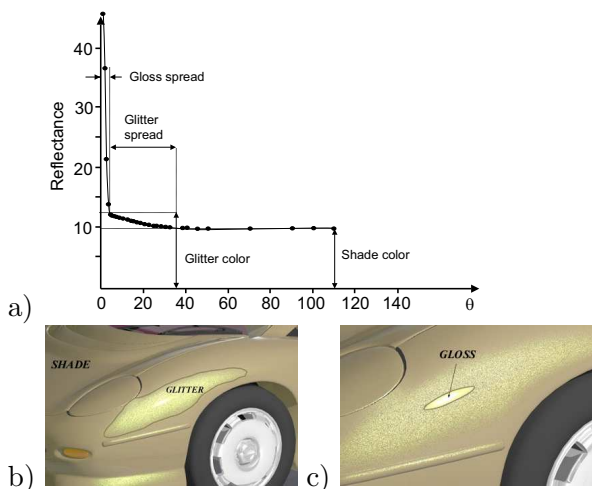 40
30
20
10
Reflectance
Gloss spread
Glitter
spread
Glitter color
Shade color
0 20 40 60 80 100 120 140 θ
a)
SHADE
GLITTER
b)
GLOSS
c)